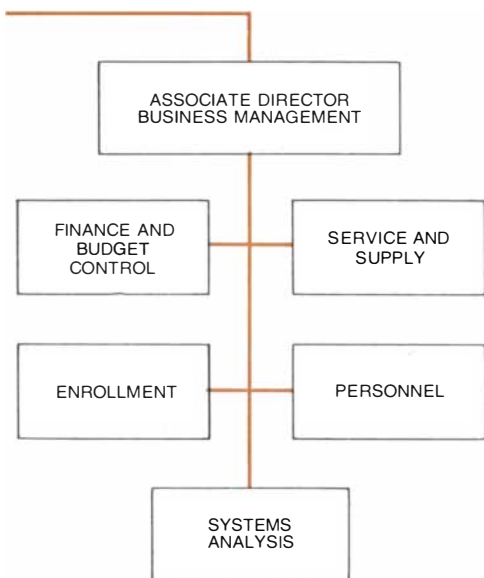 ASSOCIATE DIRECTOR
BUSINESS MANAGEMENT
FINANCE AND
BUDGET
CONTROL
SERVICE AND
SUPPLY
ENROLLMENT
PERSONNEL
SYSTEMS
ANALYSIS